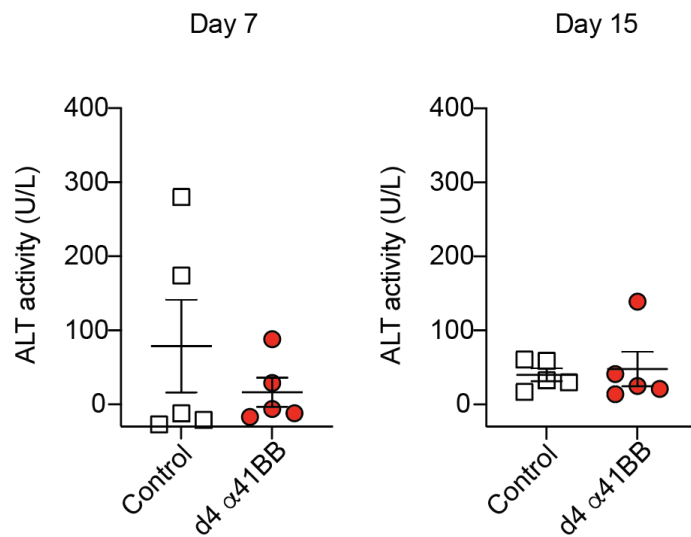 Day 7
ALT activity (U/L)
400
300
200
100
0
Control
d4 α41BB
Day 15
ALT activity (U/L)
400
300
200
100
0
Control
d4 α41BB